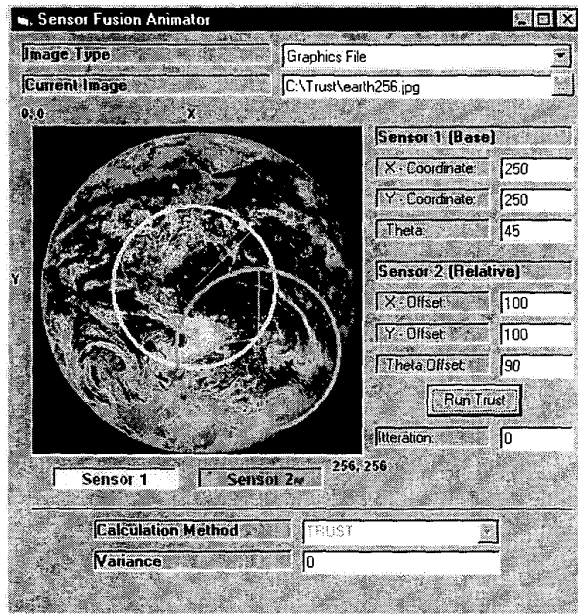 Sensor Fusion Animator
Image Type Graphics File
Current Image C:\Trust\earth256.jpg ...
0,0 X
Sensor 1 (Base)
X - Coordinate: 250
Y - Coordinate: 250
Theta: 45
Y
Sensor 2 (Relative)
X - Offset: 100
Y - Offset: 100
Theta Offset: 90
Run Trust
Itteration: 0
256, 256
Sensor 1 Sensor 2
Calculation Method TRUST
Variance 0